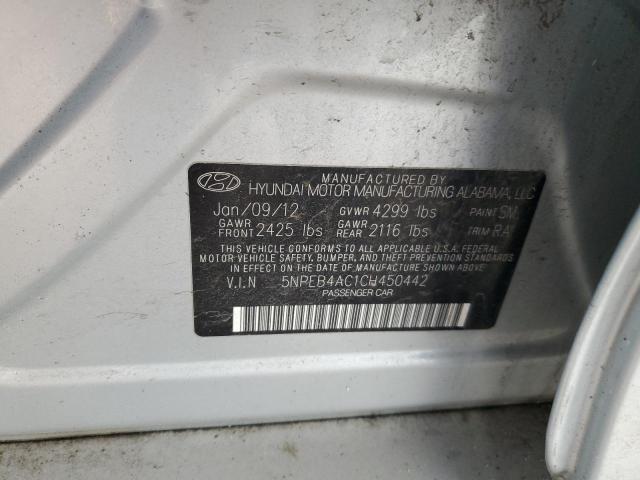 MANUFACTURED BY
HYUNDAI MOTOR MANUFACTURING ALABAMA, LLC
Jan/09/12 GVWR 4299 lbs PAINT SM
GAWR FRONT 2425 lbs GAWR REAR 2116 lbs TRIM RA
THIS VEHICLE CONFORMS TO ALL APPLICABLE U.S.A. FEDERAL
MOTOR VEHICLE SAFETY, BUMPER, AND THEFT PREVENTION STANDARDS
IN EFFECT ON THE DATE OF MANUFACTURE SHOWN ABOVE.
V.I.N 5NPEB4AC1CH450442
PASSENGER CAR